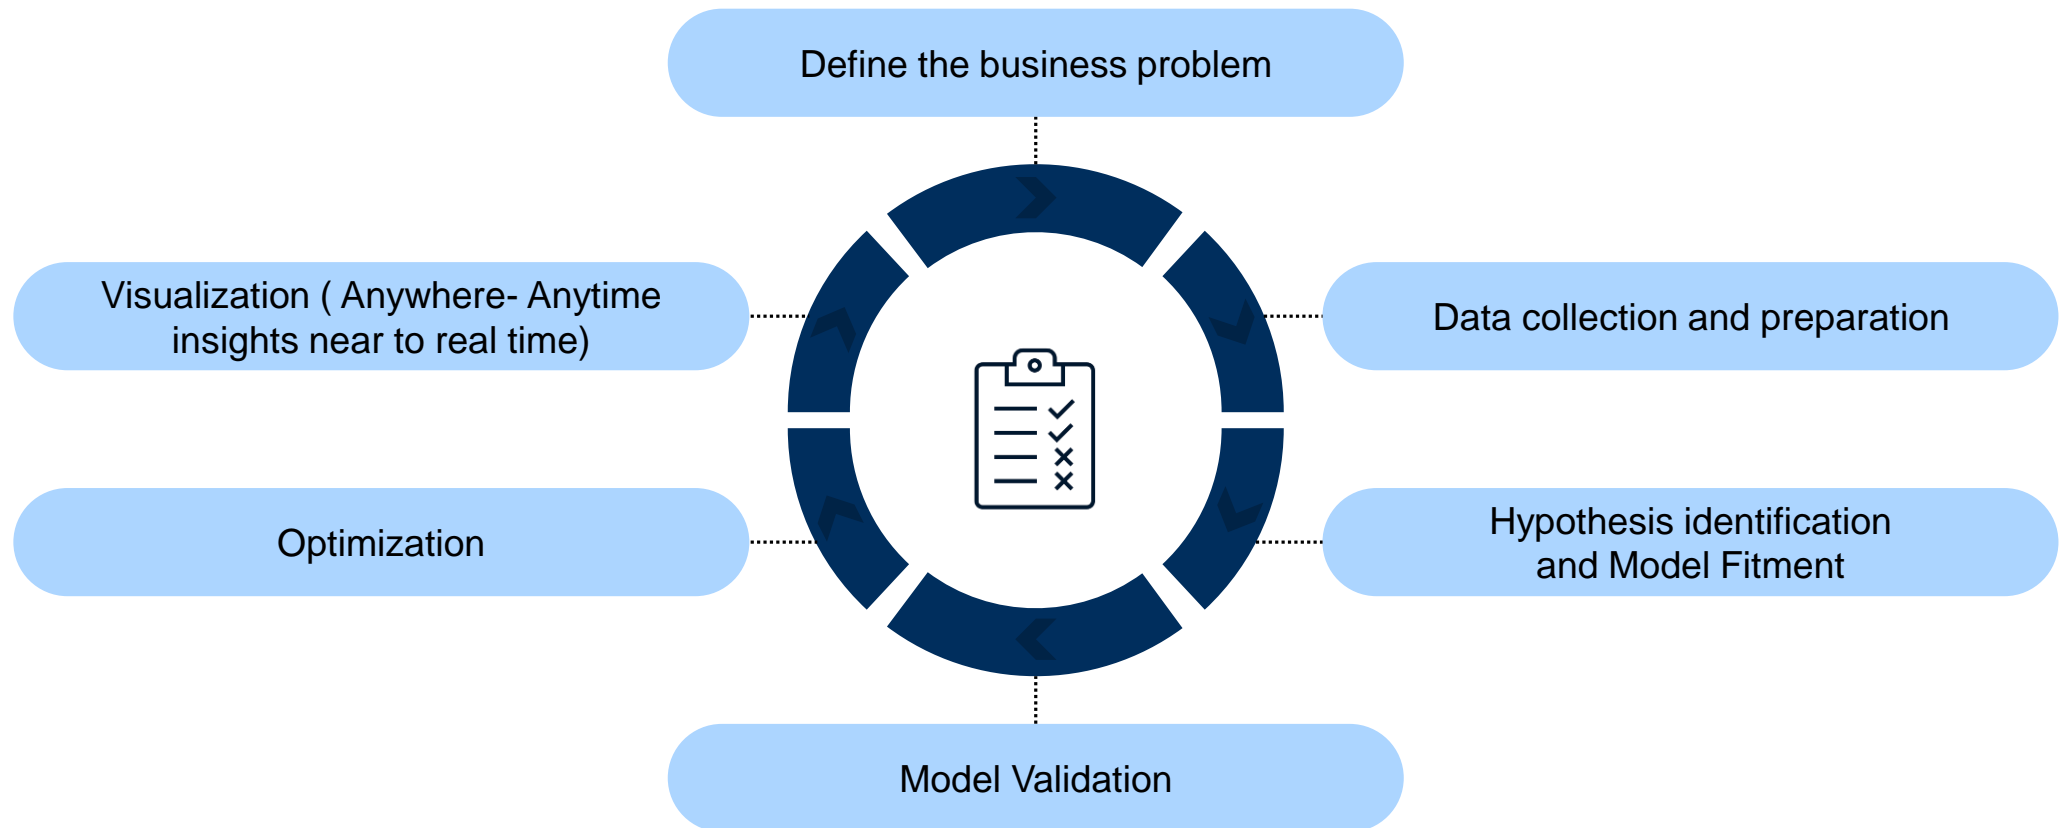 Define the business problem
Visualization ( Anywhere- Anytime
insights near to real time)
Data collection and preparation
Optimization
Hypothesis identification
and Model Fitment
Model Validation